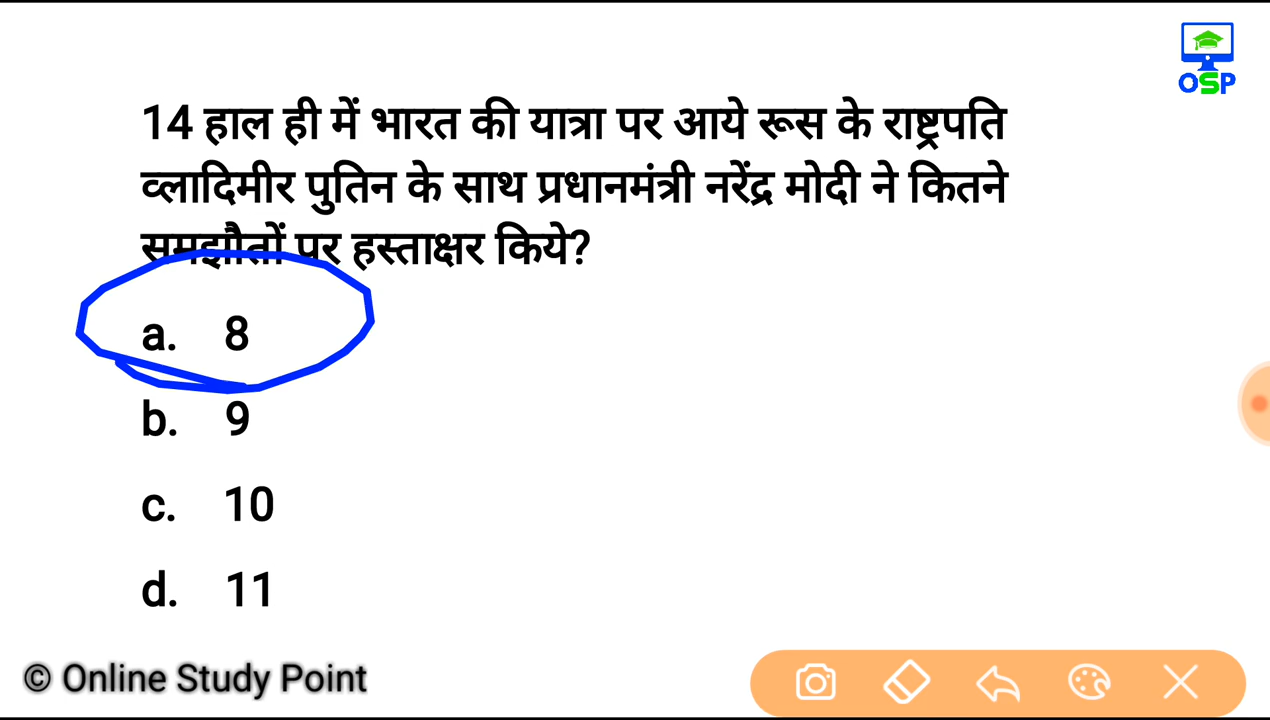 OSP
14 हाल ही में भारत की यात्रा पर आये रूस के राष्ट्रपति
व्लादिमीर पुतिन के साथ प्रधानमंत्री नरेंद्र मोदी ने कितने
समझौतों पर हस्ताक्षर किये?
a. 8
b. 9
c. 10
d. 11
© Online Study Point